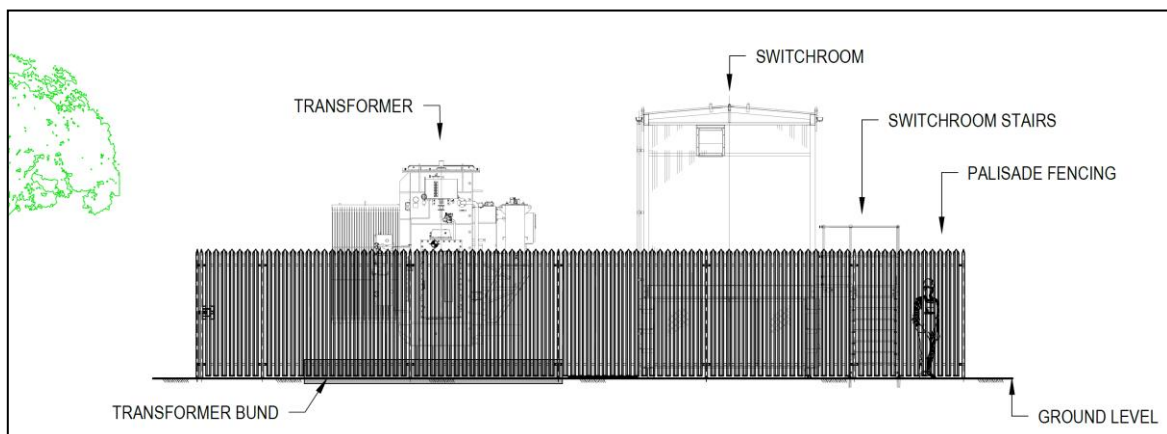 SWITCHROOM
TRANSFORMER
SWITCHROOM STAIRS
PALISADE FENCING
TRANSFORMER BUND
GROUND LEVEL